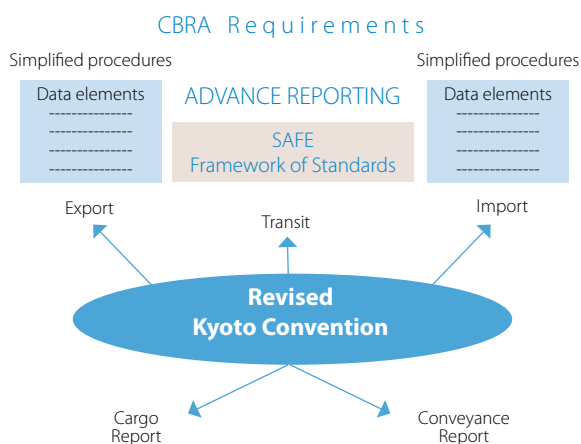 CBRA Requirements
Simplified procedures
Simplified procedures
Data elements
---------------
---------------
---------------
---------------
ADVANCE REPORTING
SAFE
Framework of Standards
Data elements
---------------
---------------
---------------
---------------
Export
Transit
Import
Revised
Kyoto Convention
Cargo
Report
Conveyance
Report